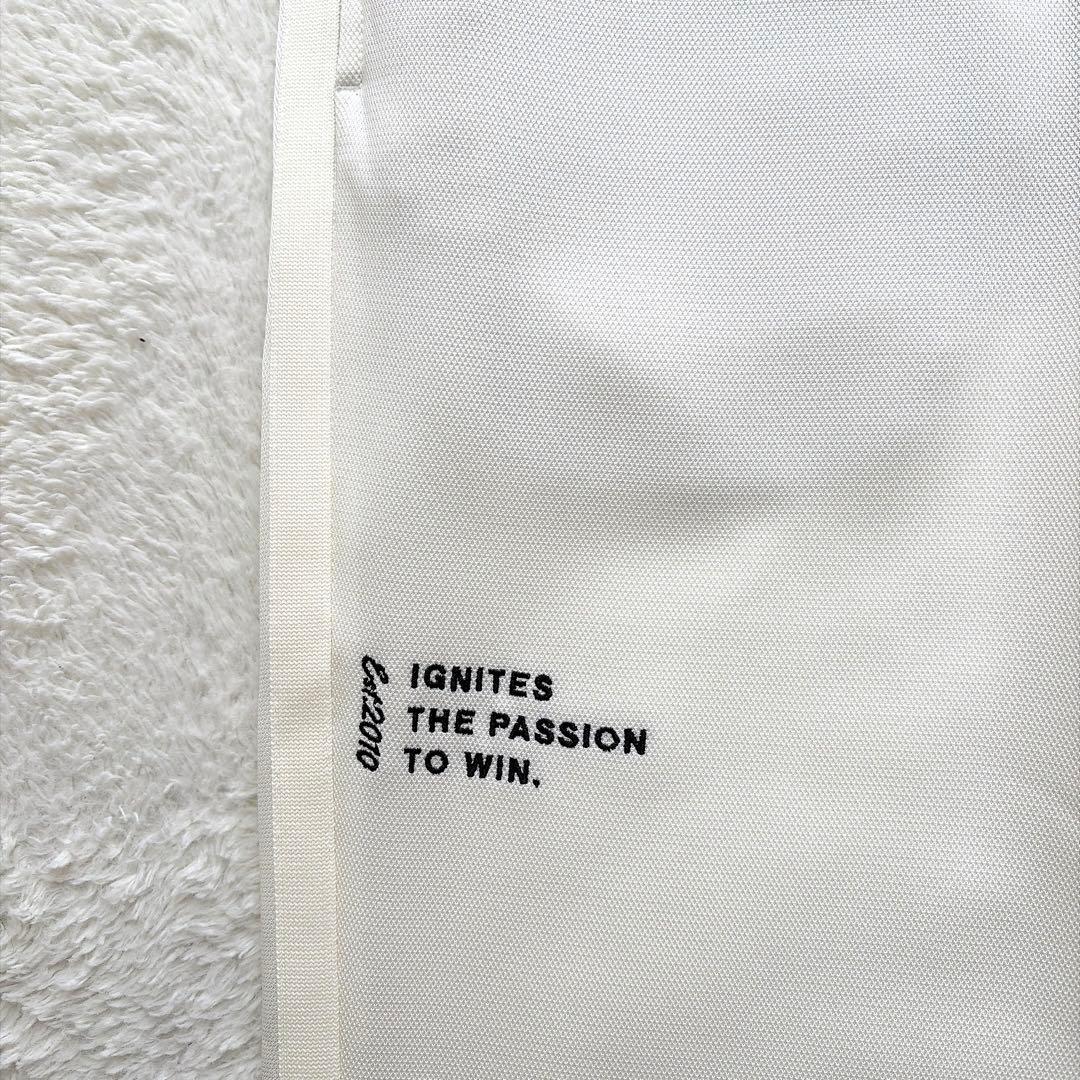 Est.2010
IGNITES
THE PASSION
TO WIN,